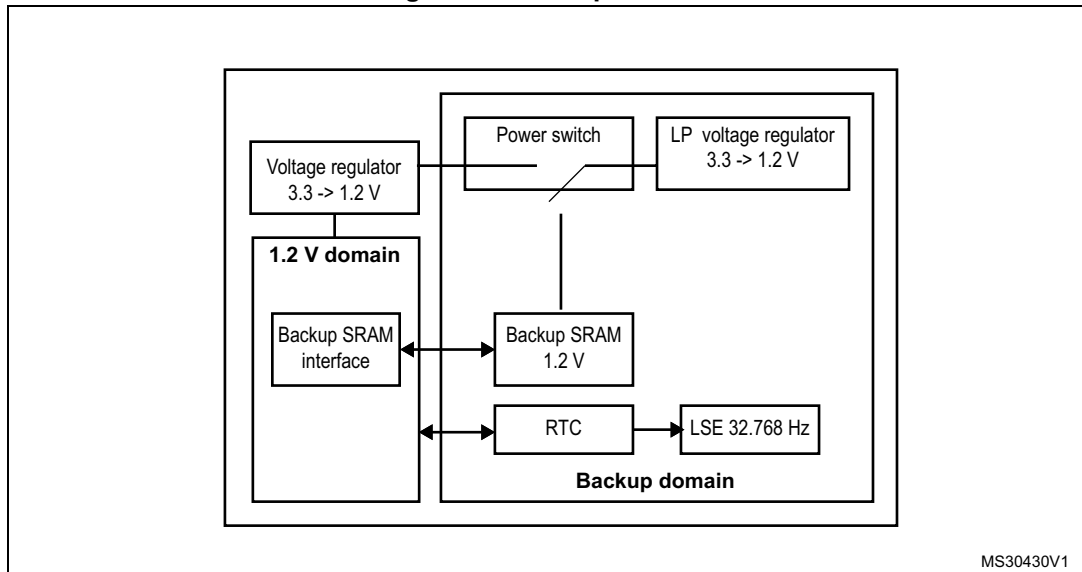 Power switch
LP voltage regulator
3.3 -> 1.2 V
Voltage regulator
3.3 -> 1.2 V
1.2 V domain
Backup SRAM
interface
Backup SRAM
1.2 V
RTC
LSE 32.768 Hz
Backup domain
MS30430V1